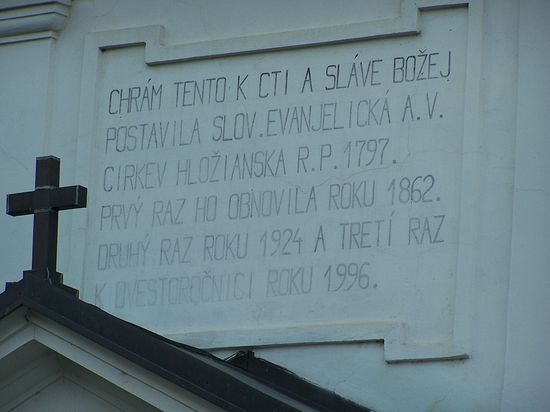 CHRÁM TENTO K CTI A SLÁVE BOŽEJ
POSTAVILA SLOV. EVANJELICKÁ A.V.
CIRKEV HLOŽIANSKA R.P. 1797.
PRVÝ RAZ HO OBNOVILA ROKU 1862.
DRUHÝ RAZ ROKU 1924 A TRETÍ RAZ
K DVESTOROČNICI ROKU 1996.